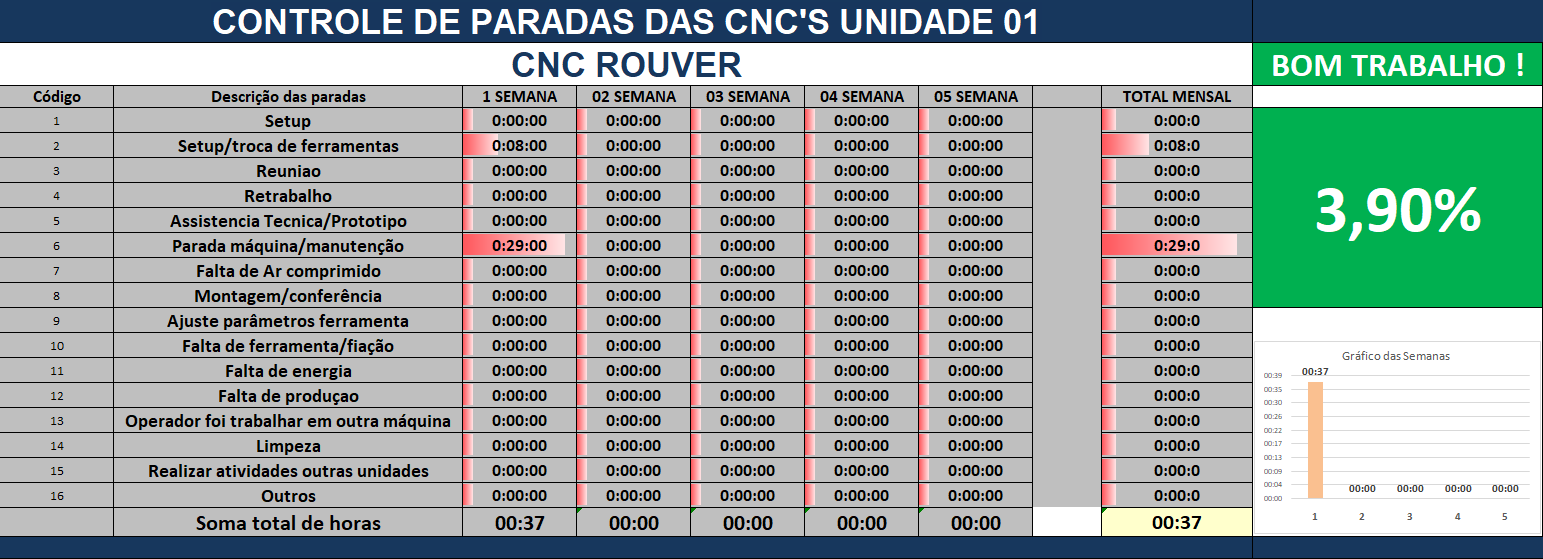 CONTROLE DE PARADAS DAS CNC'S UNIDADE 01
CNC ROUVER BOM TRABALHO !
Código Descrição das paradas 1 SEMANA 02 SEMANA 03 SEMANA 04 SEMANA 05 SEMANA TOTAL MENSAL
1 Setup 0:00:00 0:00:00 0:00:00 0:00:00 0:00:00 0:00:0
2 Setup/troca de ferramentas 0:08:00 0:00:00 0:00:00 0:00:00 0:00:00 0:08:0
3 Reuniao 0:00:00 0:00:00 0:00:00 0:00:00 0:00:00 0:00:0
4 Retrabalho 0:00:00 0:00:00 0:00:00 0:00:00 0:00:00 0:00:0
5 Assistencia Tecnica/Prototipo 0:00:00 0:00:00 0:00:00 0:00:00 0:00:00 0:00:0
6 Parada máquina/manutenção 0:29:00 0:00:00 0:00:00 0:00:00 0:00:00 0:29:0
7 Falta de Ar comprimido 0:00:00 0:00:00 0:00:00 0:00:00 0:00:00 0:00:0
8 Montagem/conferência 0:00:00 0:00:00 0:00:00 0:00:00 0:00:00 0:00:0
9 Ajuste parâmetros ferramenta 0:00:00 0:00:00 0:00:00 0:00:00 0:00:00 0:00:0
10 Falta de ferramenta/fiação 0:00:00 0:00:00 0:00:00 0:00:00 0:00:00 0:00:0
11 Falta de energia 0:00:00 0:00:00 0:00:00 0:00:00 0:00:00 0:00:0
12 Falta de produçao 0:00:00 0:00:00 0:00:00 0:00:00 0:00:00 0:00:0
13 Operador foi trabalhar em outra máquina 0:00:00 0:00:00 0:00:00 0:00:00 0:00:00 0:00:0
14 Limpeza 0:00:00 0:00:00 0:00:00 0:00:00 0:00:00 0:00:0
15 Realizar atividades outras unidades 0:00:00 0:00:00 0:00:00 0:00:00 0:00:00 0:00:0
16 Outros 0:00:00 0:00:00 0:00:00 0:00:00 0:00:00 0:00:0
Soma total de horas 00:37 00:00 00:00 00:00 00:00 00:37
3,90%
Gráfico das Semanas
00:37
00:39
00:35
00:30
00:26
00:22
00:17
00:13
00:09
00:04
00:00
00:00 00:00 00:00 00:00
1 2 3 4 5